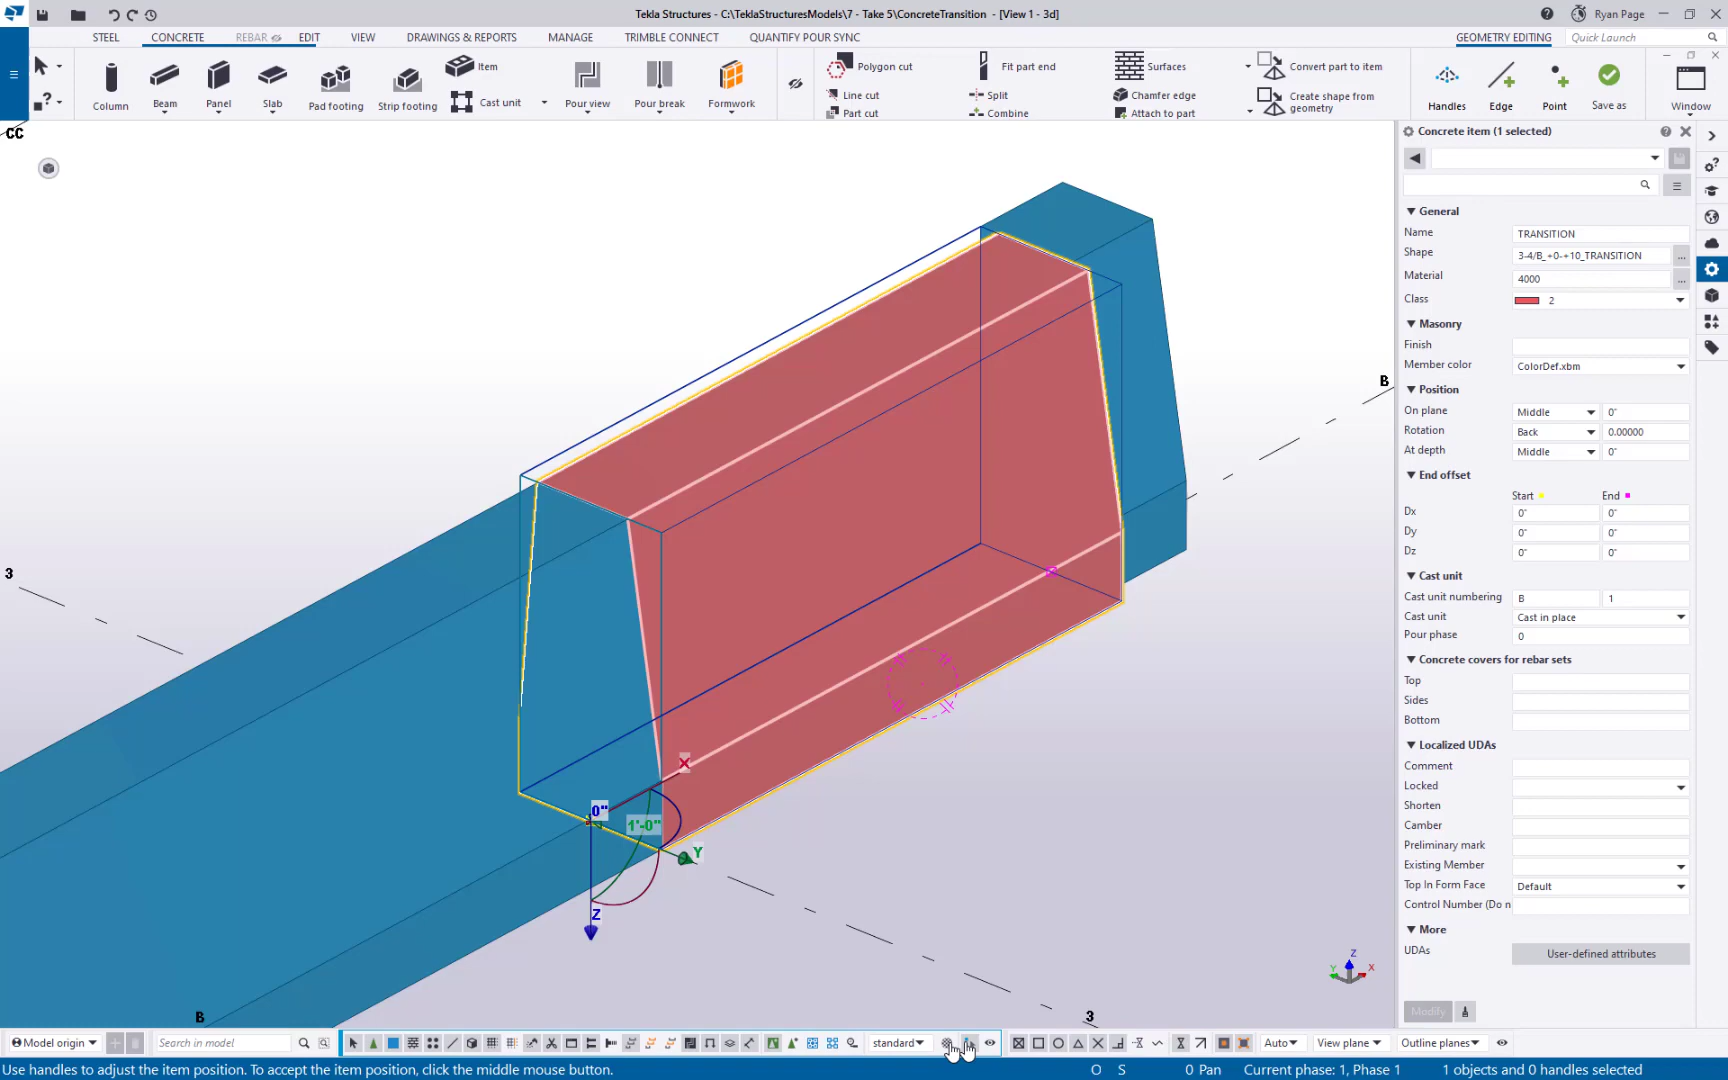 Tekla Structures - C:\TeklaStructuresModels\7 - Take 5\ConcreteTransition - [View 1 - 3d]
Ryan Page
STEEL CONCRETE REBAR EDIT VIEW DRAWINGS & REPORTS MANAGE TRIMBLE CONNECT QUANTIFY POUR SYNC GEOMETRY EDITING Quick Launch
Column
Beam
Panel
Slab
Pad footing
Strip footing
Item
Cast unit
Pour view
Pour break
Formwork
Polygon cut
Line cut
Part cut
Fit part end
Split
Combine
Surfaces
Chamfer edge
Attach to part
Convert part to item
Create shape from
geometry
Handles
Edge
Point
Save as
Window
CC
B
3
0"
1'-0"
X
Y
Z
B
3
Z
Y
X
Concrete item (1 selected)
General
Name TRANSITION
Shape 3-4/B_+0-+10_TRANSITION ...
Material 4000 ...
Class 2
Masonry
Finish
Member color ColorDef.xbm
Position
On plane Middle 0"
Rotation Back 0.00000
At depth Middle 0"
End offset
Start End
Dx 0" 0"
Dy 0" 0"
Dz 0" 0"
Cast unit
Cast unit numbering B 1
Cast unit Cast in place
Pour phase 0
Concrete covers for rebar sets
Top
Sides
Bottom
Localized UDAs
Comment
Locked
Shorten
Camber
Preliminary mark
Existing Member
Top In Form Face Default
Control Number (Do n
More
UDAs User-defined attributes
Modify
Model origin Search in model standard Auto View plane Outline planes
Use handles to adjust the item position. To accept the item position, click the middle mouse button. O S 0 Pan Current phase: 1, Phase 1 1 objects and 0 handles selected